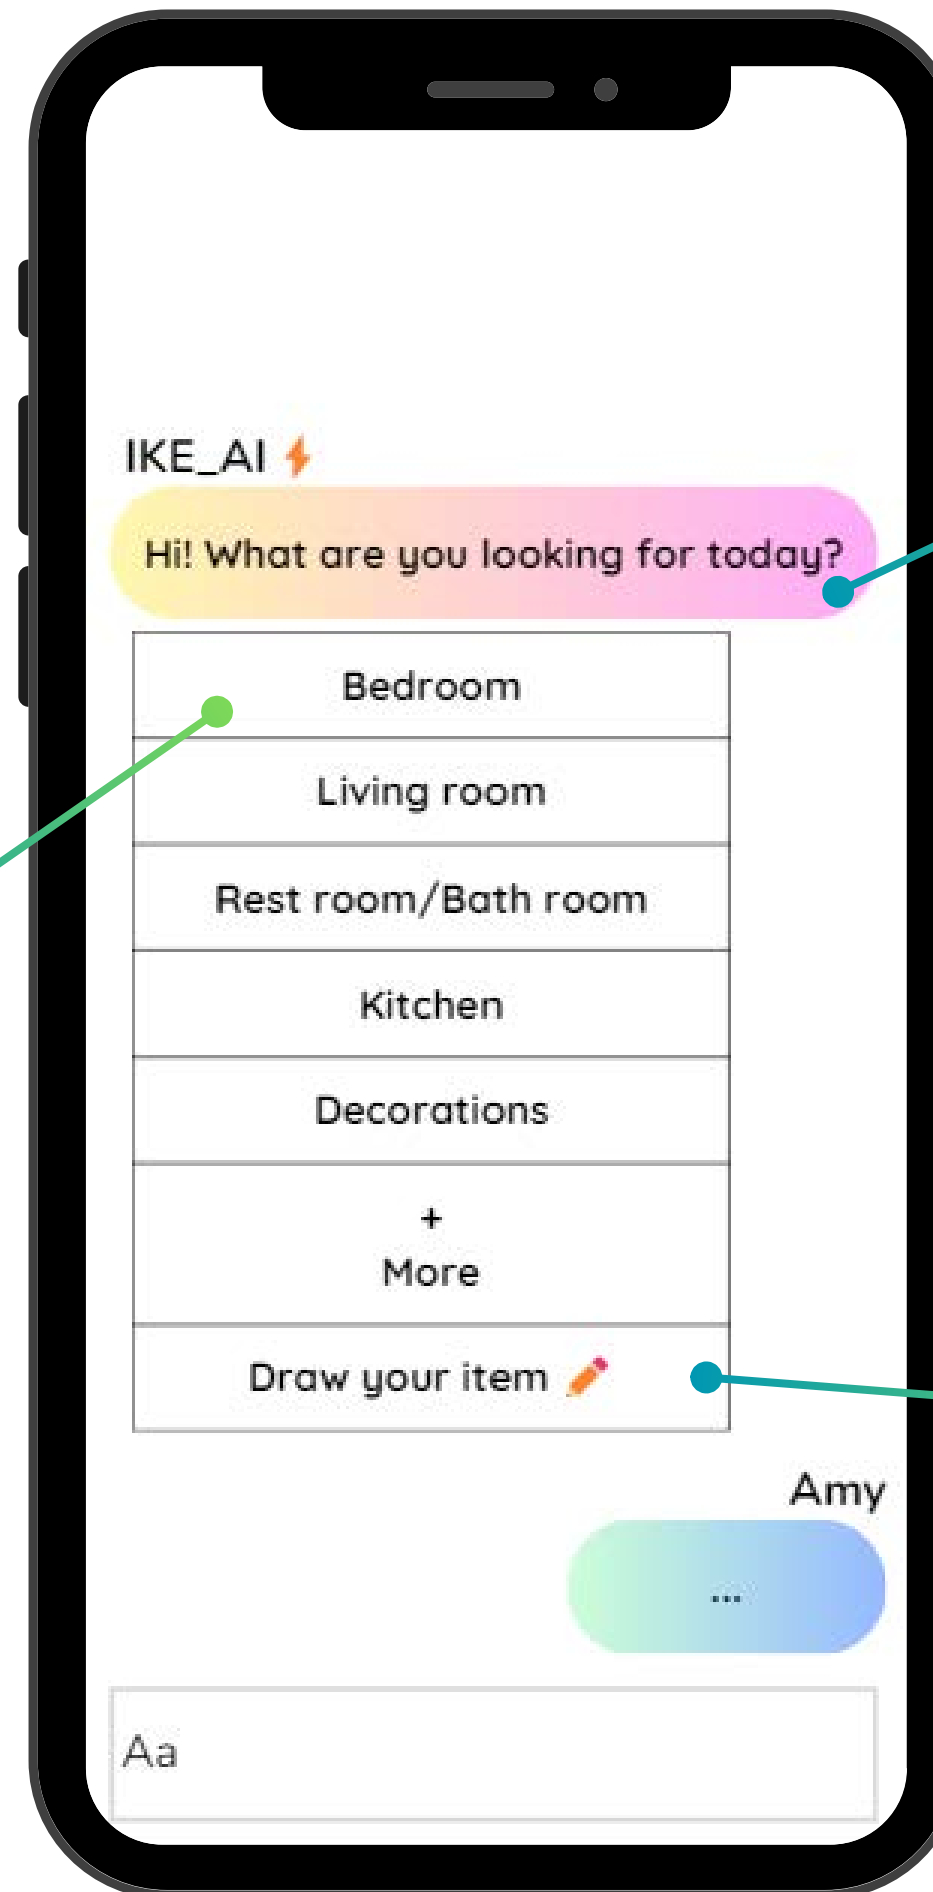 IKE_AI
Hi! What are you looking for today?
Bedroom
Living room
Rest room/Bath room
Kitchen
Decorations
+
More
Draw your item
Amy
...
Aa